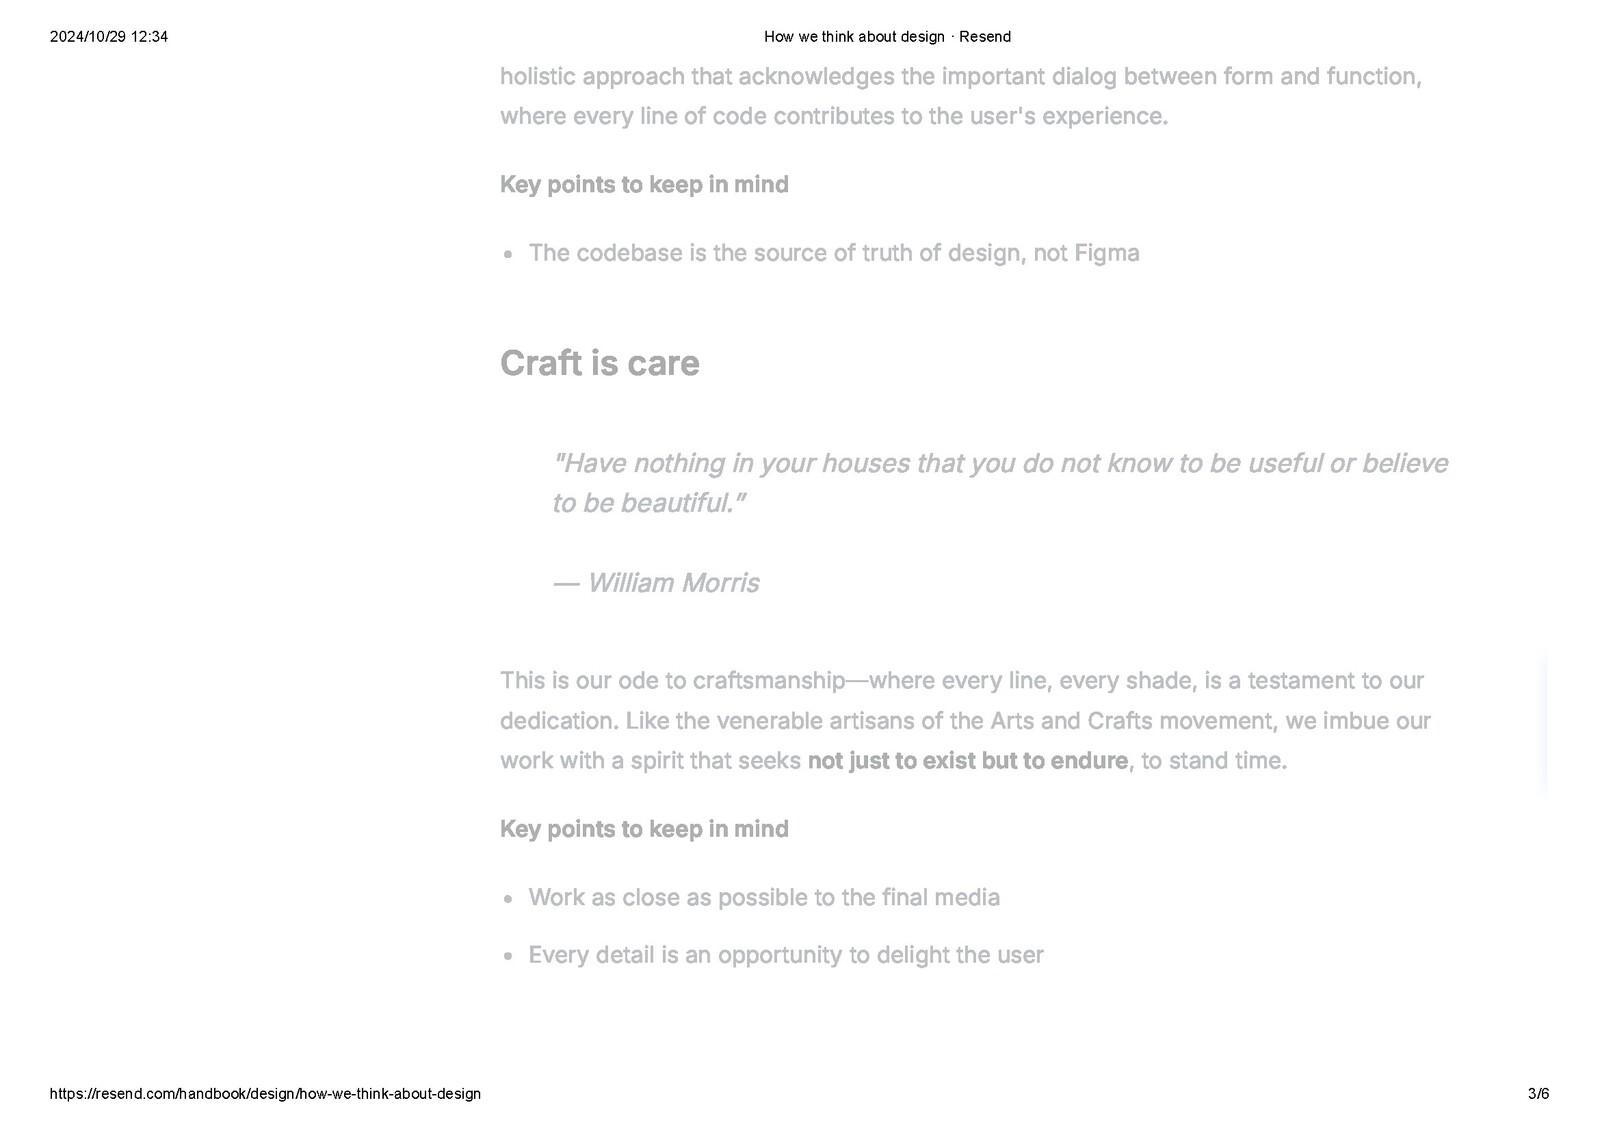 2024/10/29 12:34
How we think about design · Resend
holistic approach that acknowledges the important dialog between form and function,
where every line of code contributes to the user's experience.
Key points to keep in mind
• The codebase is the source of truth of design, not Figma
Craft is care
"Have nothing in your houses that you do not know to be useful or believe
to be beautiful.”
— William Morris
This is our ode to craftsmanship—where every line, every shade, is a testament to our
dedication. Like the venerable artisans of the Arts and Crafts movement, we imbue our
work with a spirit that seeks not just to exist but to endure, to stand time.
Key points to keep in mind
• Work as close as possible to the final media
• Every detail is an opportunity to delight the user
https://resend.com/handbook/design/how-we-think-about-design
3/6